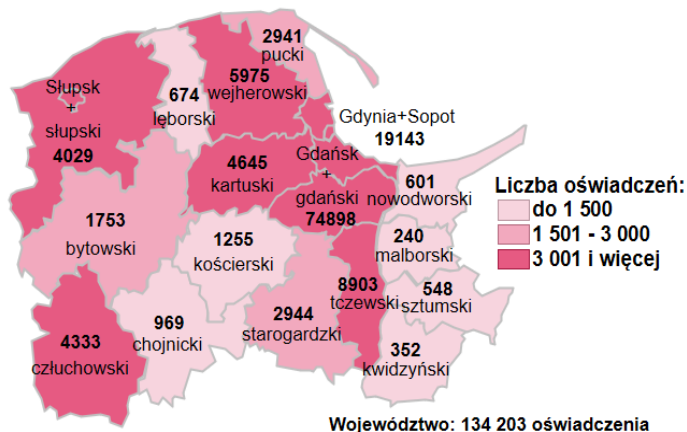 2941
pucki
5975
wejherowski
674
lęborski
Słupsk
+
słupski
4029
Gdynia+Sopot
19143
4645
kartuski
Gdańsk
+
gdański
74898
601
nowodworski
1753
bytowski
1255
kościerski
240
malborski
8903
tczewski
548
sztumski
2944
starogardzki
969
chojnicki
4333
człuchowski
352
kwidzyński
Liczba oświadczeń:
do 1 500
1 501 - 3 000
3 001 i więcej
Województwo: 134 203 oświadczenia